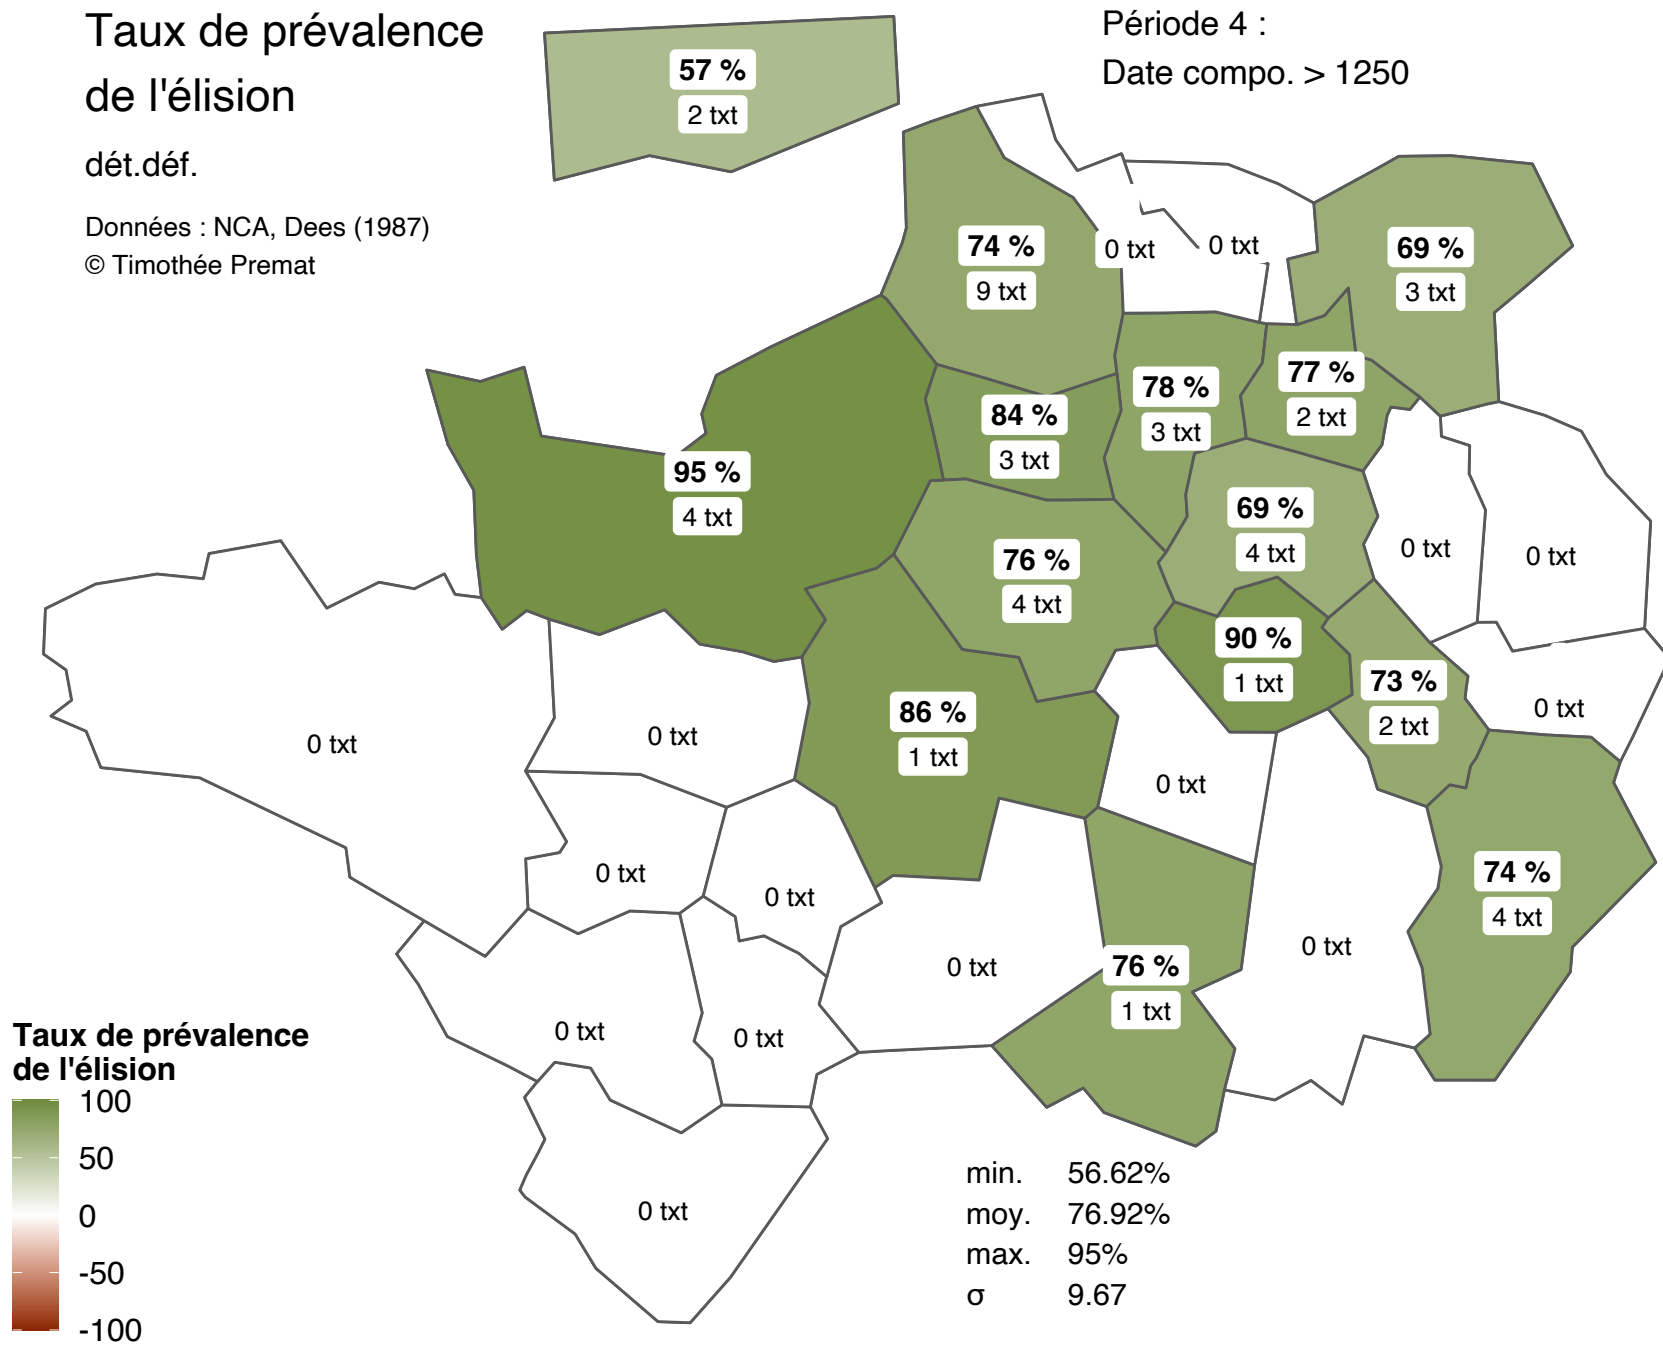 Taux de prévalence
de l'élision
dét.déf.
Données : NCA, Dees (1987)
© Timothée Premat
Période 4 :
Date compo. > 1250
57 %
2 txt
74 %
9 txt
0 txt
0 txt
69 %
3 txt
78 %
3 txt
77 %
2 txt
84 %
3 txt
95 %
4 txt
69 %
4 txt
76 %
4 txt
0 txt
0 txt
90 %
1 txt
73 %
2 txt
0 txt
86 %
1 txt
0 txt
0 txt
0 txt
0 txt
0 txt
74 %
4 txt
0 txt
76 %
1 txt
0 txt
0 txt
0 txt
0 txt
Taux de prévalence
de l'élision
100
50
0
-50
-100
min. 56.62%
moy. 76.92%
max. 95%
σ 9.67
0 txt